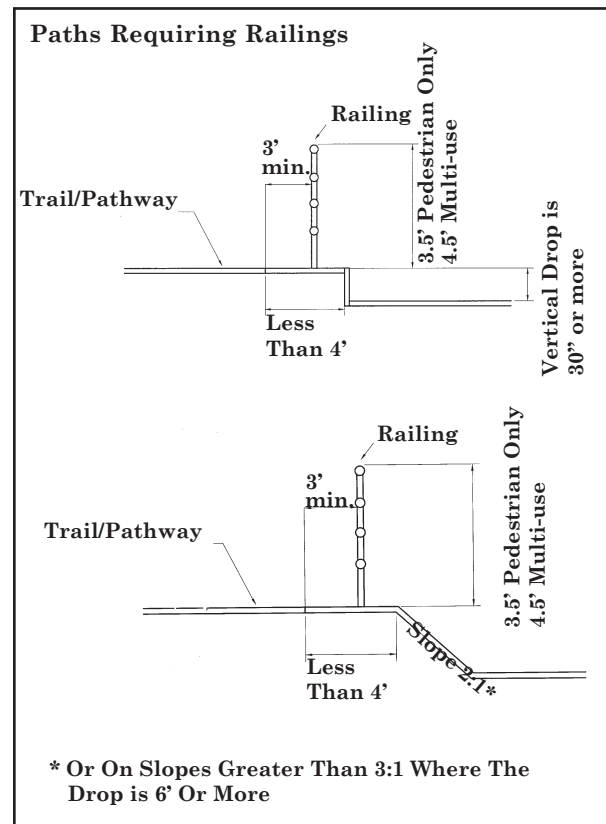 Paths Requiring Railings
Railing
3'
min.
Trail/Pathway
3.5' Pedestrian Only
4.5' Multi-use
Less
Than 4'
Vertical Drop is
30” or more
Railing
3'
min.
Trail/Pathway
3.5' Pedestrian Only
4.5' Multi-use
Less
Than 4'
Slope 2:1*
* Or On Slopes Greater Than 3:1 Where The
Drop is 6' Or More